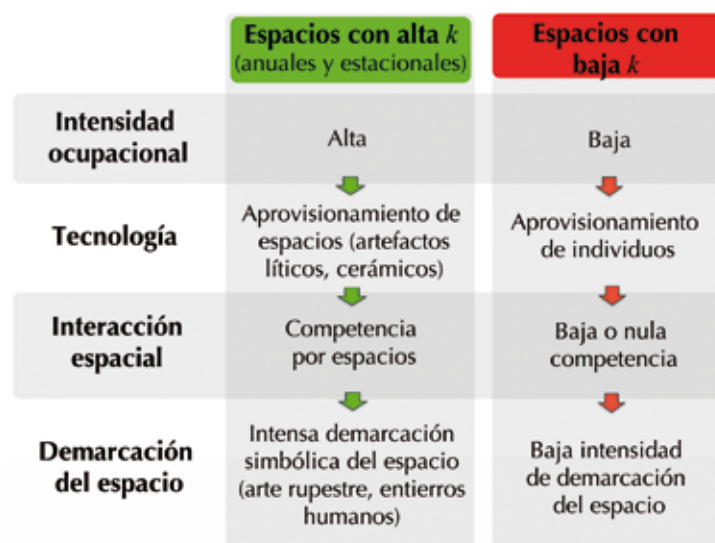 Espacios con alta k
(anuales y estacionales)
Espacios con
baja k
Intensidad
ocupacional
Alta
Baja
Tecnología
Aprovisionamiento de
espacios (artefactos
líticos, cerámicos)
Aprovisionamiento
de individuos
Interacción
espacial
Competencia
por espacios
Baja o nula
competencia
Demarcación
del espacio
Intensa demarcación
simbólica del espacio
(arte rupestre, entierros
humanos)
Baja intensidad
de demarcación
del espacio